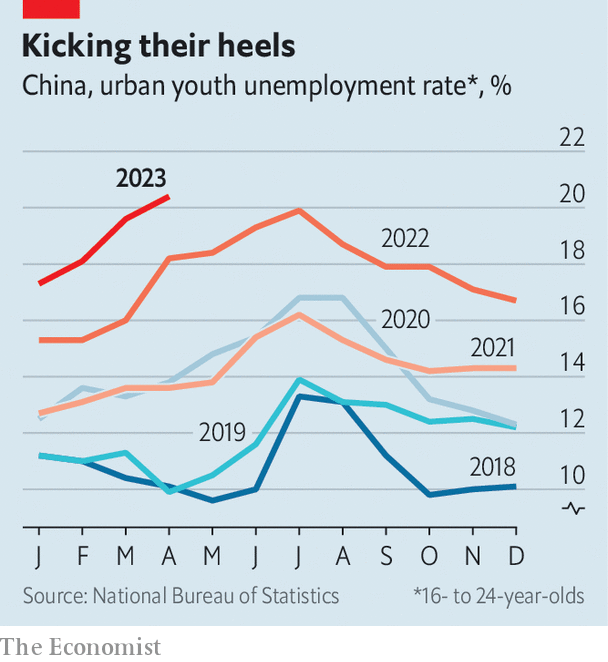 Kicking their heels
China, urban youth unemployment rate*, %
22
2023
20
2022
18
16
2020
2021
14
2019
12
2018
10
J F M A M J J A S O N D
Source: National Bureau of Statistics *16- to 24-year-olds
The Economist